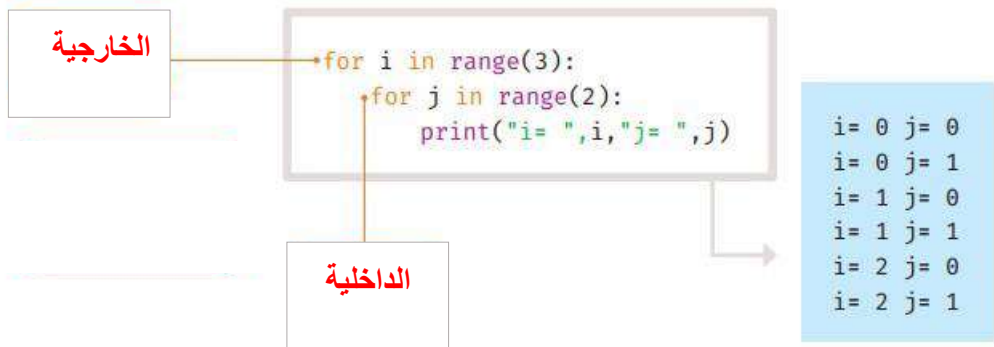 الخارجية
for i in range(3):
    for j in range(2):
        print("i= ",i,"j= ",j)
الداخلية
i= 0 j= 0
i= 0 j= 1
i= 1 j= 0
i= 1 j= 1
i= 2 j= 0
i= 2 j= 1